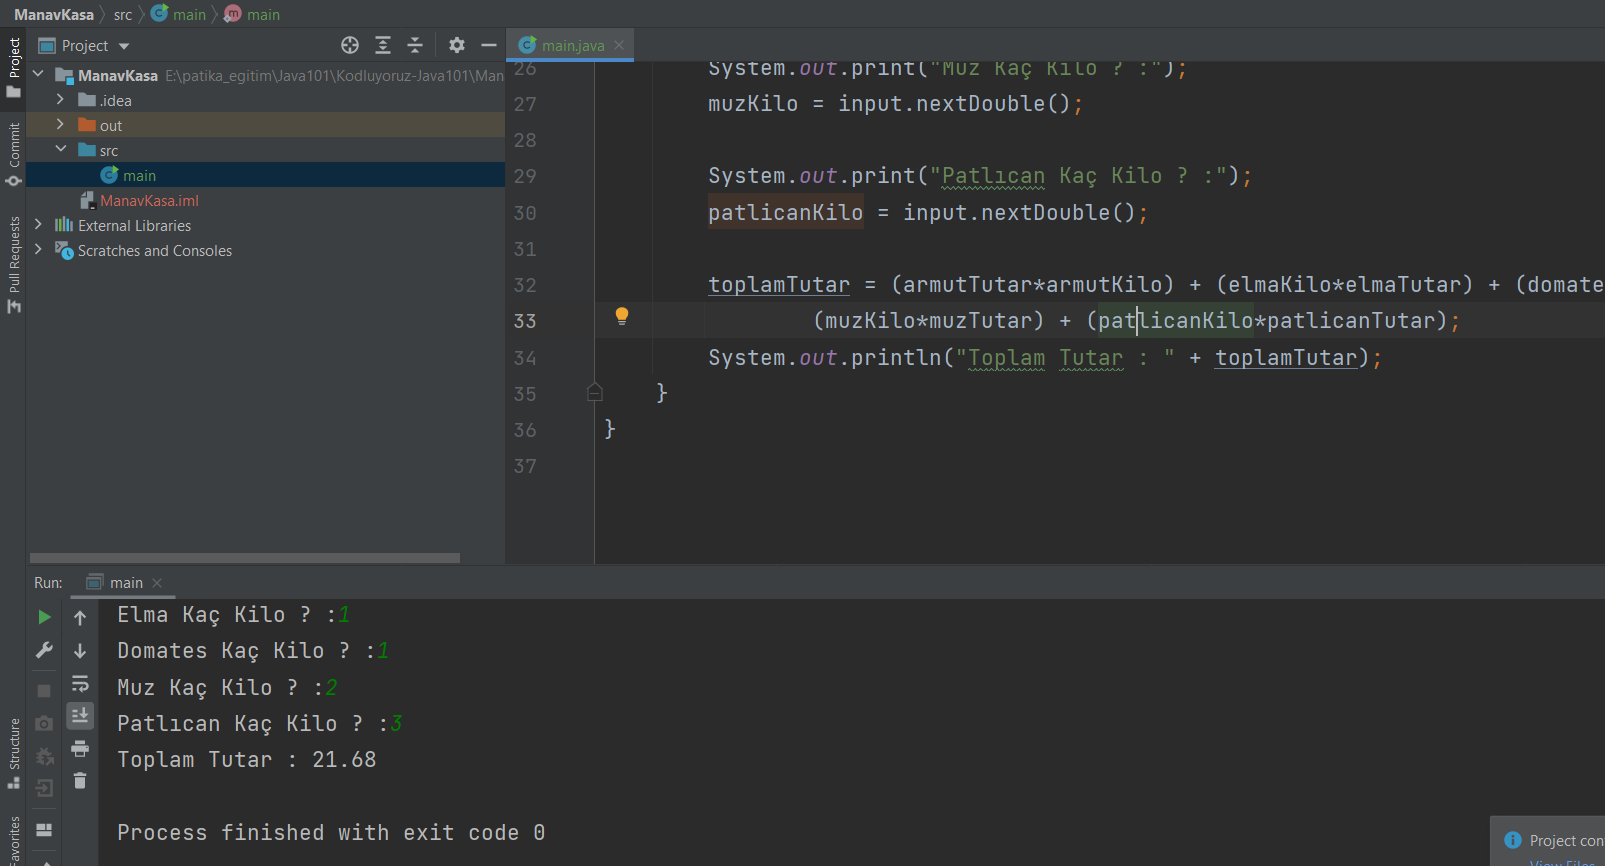 ManavKasa src main main
Project
main.java
ManavKasa E:\patika_egitim\Java101\Kodluyoruz-Java101\Man
.idea
out
src
main
ManavKasa.iml
External Libraries
Scratches and Consoles
Project
Commit
Pull Requests
Structure
Favorites
26 System.out.print("Muz Kaç Kilo ? :");
27 muzKilo = input.nextDouble();
28
29 System.out.print("Patlıcan Kaç Kilo ? :");
30 patlicanKilo = input.nextDouble();
31
32 toplamTutar = (armutTutar*armutKilo) + (elmaKilo*elmaTutar) + (domate
33 (muzKilo*muzTutar) + (patlicanKilo*patlicanTutar);
34 System.out.println("Toplam Tutar : " + toplamTutar);
35 }
36 }
37
Run: main
Elma Kaç Kilo ? :1
Domates Kaç Kilo ? :1
Muz Kaç Kilo ? :2
Patlıcan Kaç Kilo ? :3
Toplam Tutar : 21.68
Process finished with exit code 0
Project con
View Files